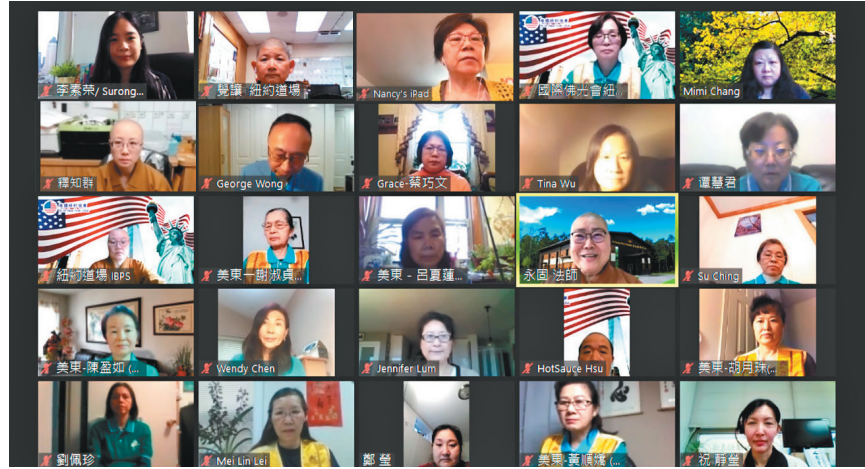 李素荣/ Surong...
覺讓 紐約道場
Nancy's iPad
國際佛光會紐...
Mimi Chang
釋知群
George Wong
Grace-蔡巧文
Tina Wu
谭慧君
紐約道場 IBPS
美東-謝淑貞...
美東 - 呂夏蓮...
永固 法師
Su Ching
美東-陳盈如 (...
Wendy Chen
Jennifer Lum
HotSauce Hsu
美東-胡月珠(...
劉佩珍
Mei Lin Lei
鄭 瑩
美東-黃順嬌 (...
祝 靜瑩